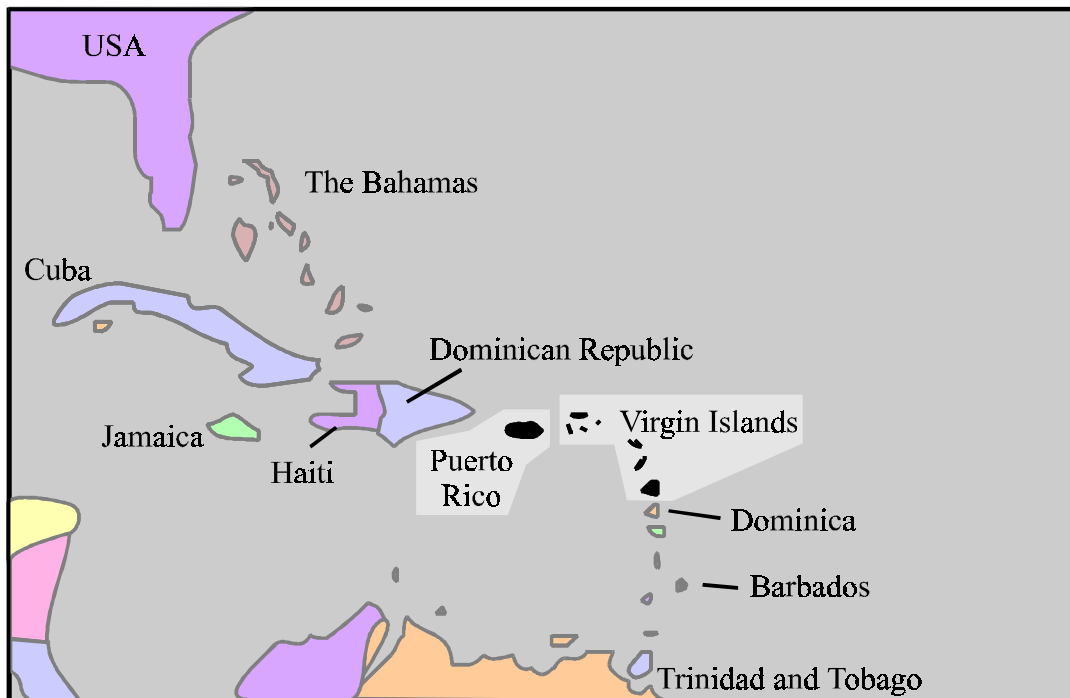 USA
The Bahamas
Cuba
Dominican Republic
Jamaica
Haiti
Puerto
Rico
Virgin Islands
Dominica
Barbados
Trinidad and Tobago